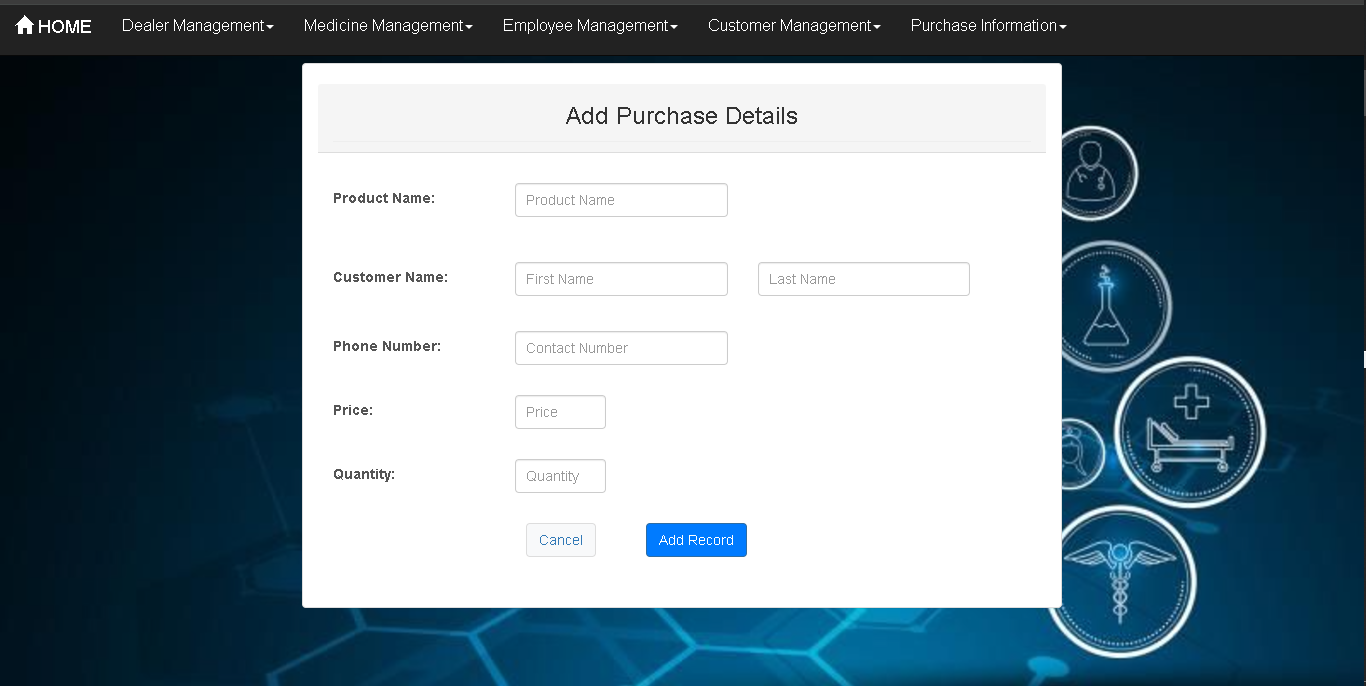 HOME Dealer Management Medicine Management Employee Management Customer Management Purchase Information
Add Purchase Details
Product Name: Product Name
Customer Name: First Name Last Name
Phone Number: Contact Number
Price: Price
Quantity: Quantity
Cancel Add Record